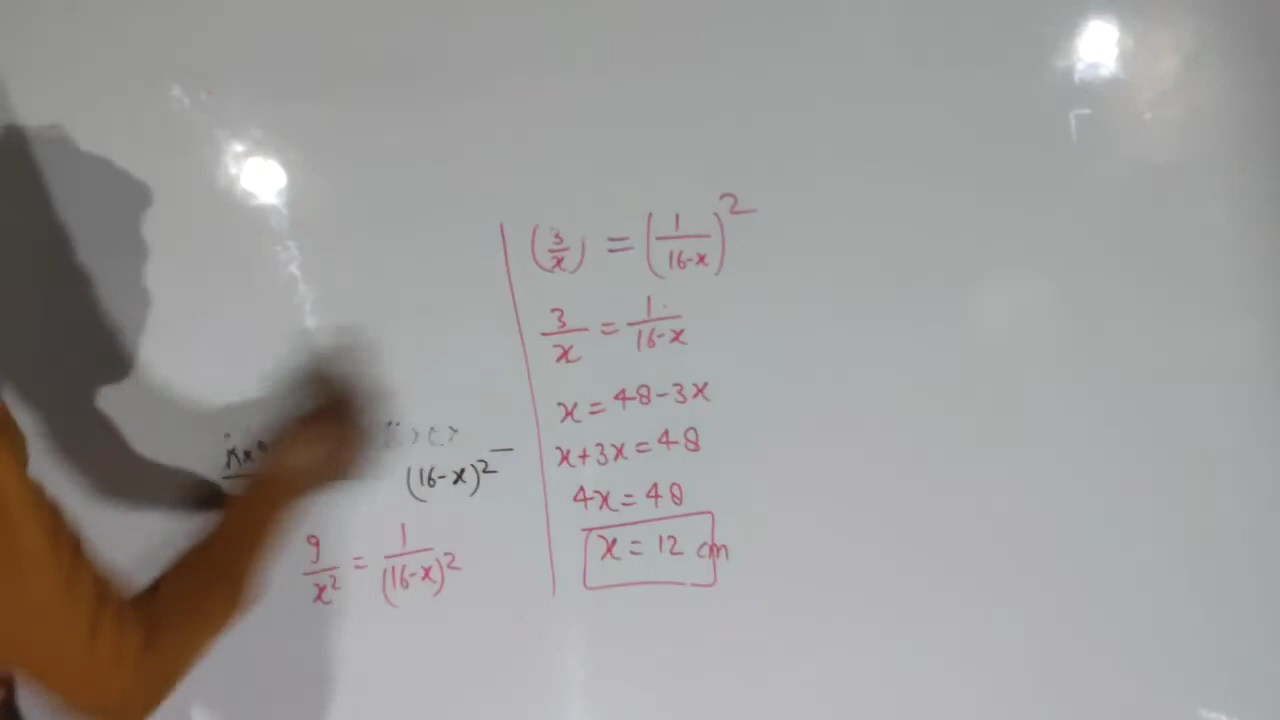 (16-x)²
9/x² = 1/(16-x)²
(3/x) = (1/(16-x))²
3/x = 1/(16-x)
x = 48-3x
x+3x = 48
4x = 48
x = 12 cm